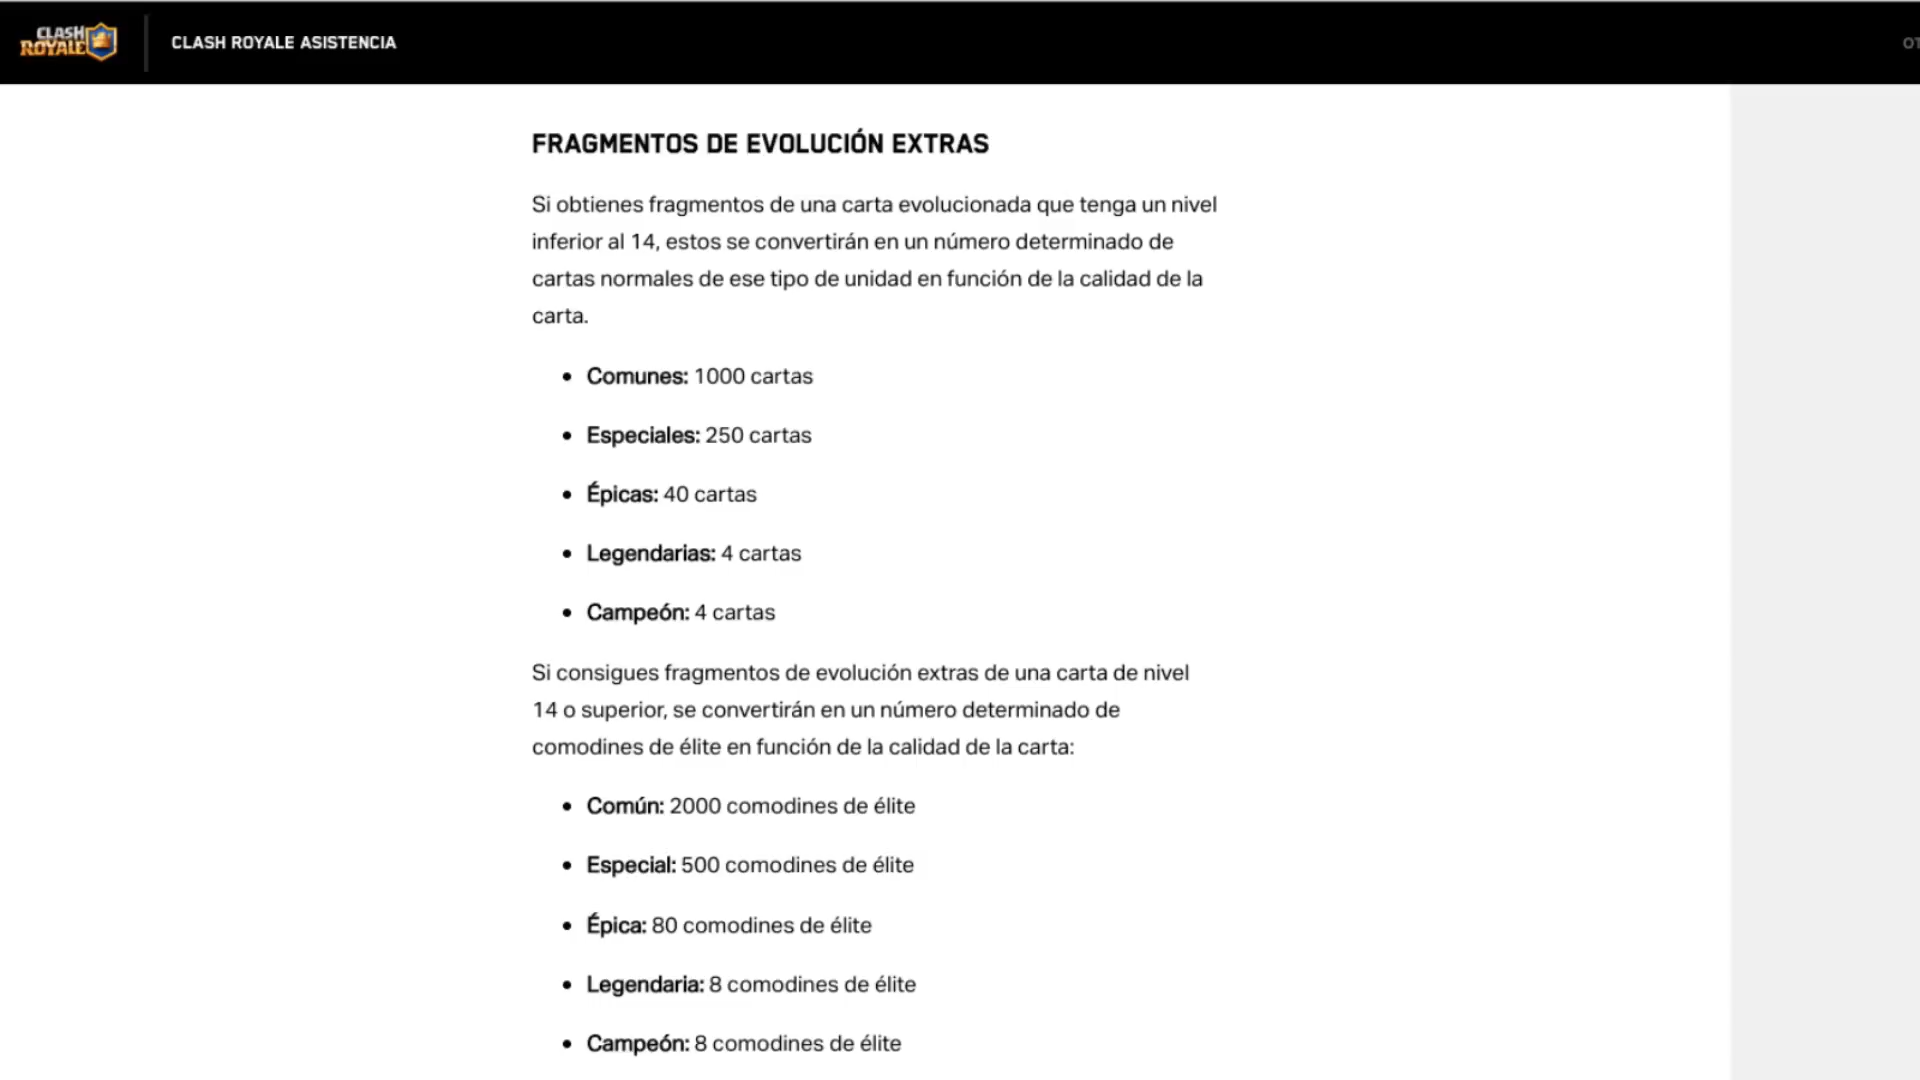 CLASH
ROYALE
CLASH ROYALE ASISTENCIA
FRAGMENTOS DE EVOLUCIÓN EXTRAS
Si obtienes fragmentos de una carta evolucionada que tenga un nivel
inferior al 14, estos se convertirán en un número determinado de
cartas normales de ese tipo de unidad en función de la calidad de la
carta.
• Comunes: 1000 cartas
• Especiales: 250 cartas
• Épicas: 40 cartas
• Legendarias: 4 cartas
• Campeón: 4 cartas
Si consigues fragmentos de evolución extras de una carta de nivel
14 o superior, se convertirán en un número determinado de
comodines de élite en función de la calidad de la carta:
• Común: 2000 comodines de élite
• Especial: 500 comodines de élite
• Épica: 80 comodines de élite
• Legendaria: 8 comodines de élite
• Campeón: 8 comodines de élite